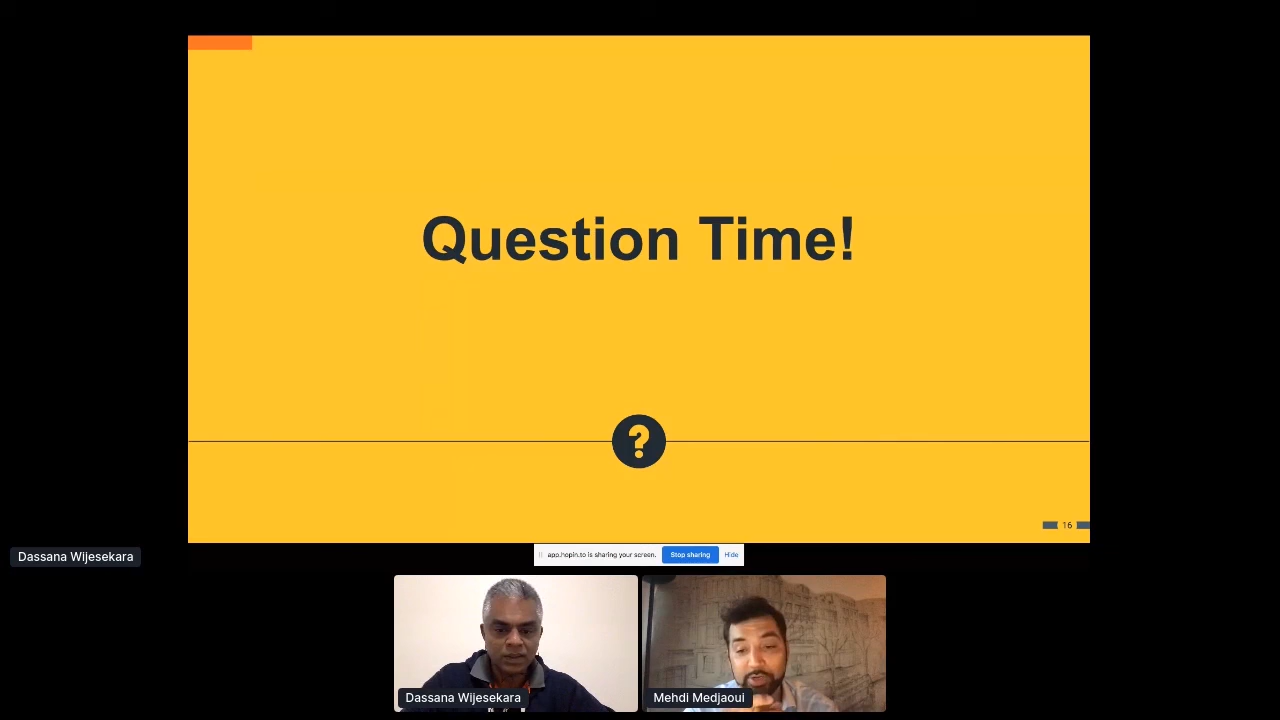 Question Time!
?
16
app.hopin.to is sharing your screen. Stop sharing Hide
Dassana Wijesekara
Dassana Wijesekara
Mehdi Medjaoui